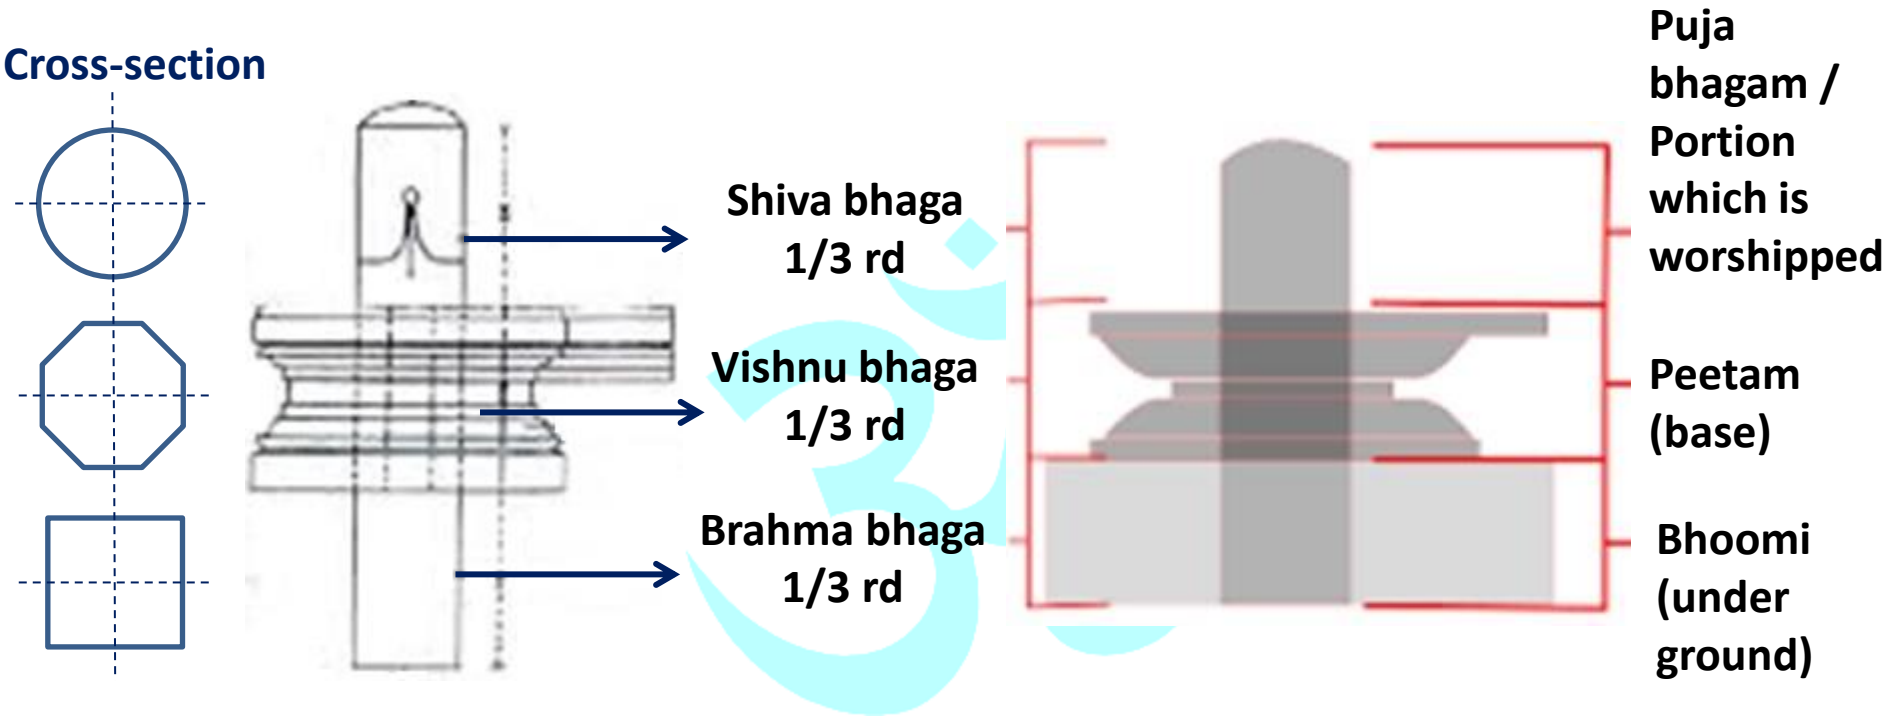 Cross-section
Shiva bhaga
1/3 rd
Vishnu bhaga
1/3 rd
Brahma bhaga
1/3 rd
Puja
bhagam /
Portion
which is
worshipped
Peetam
(base)
Bhoomi
(under
ground)
ॐ